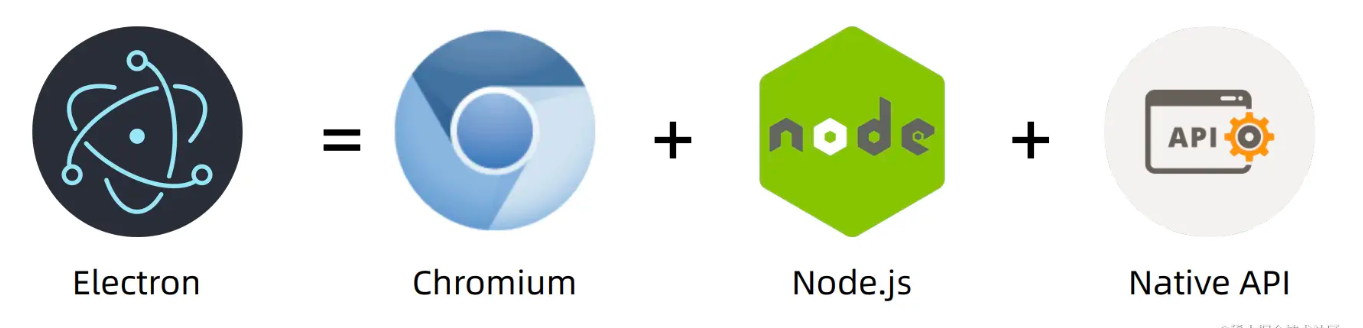 =
+
node
+
API
Electron
Chromium
Node.js
Native API